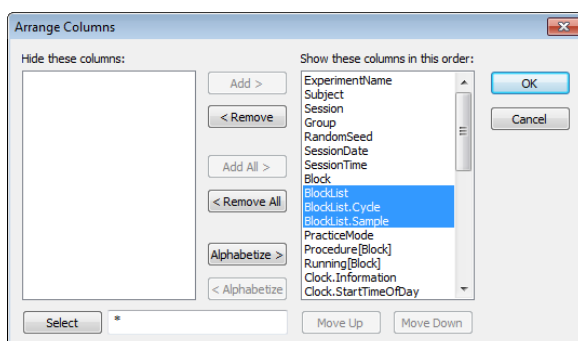 Arrange Columns
Hide these columns:
Add >
< Remove
Add All >
< Remove All
Alphabetize >
< Alphabetize
Show these columns in this order:
ExperimentName
Subject
Session
Group
RandomSeed
SessionDate
SessionTime
Block
BlockList
BlockList.Cycle
BlockList.Sample
PracticeMode
Procedure[Block]
Running[Block]
Clock.Information
Clock.StartTimeOfDay
OK
Cancel
Select
*
Move Up
Move Down